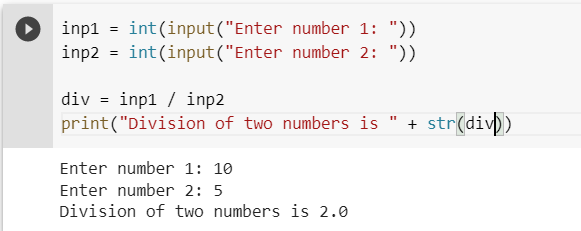 inp1 = int(input("Enter number 1: "))
inp2 = int(input("Enter number 2: "))
div = inp1 / inp2
print("Division of two numbers is " + str(div))
Enter number 1: 10
Enter number 2: 5
Division of two numbers is 2.0